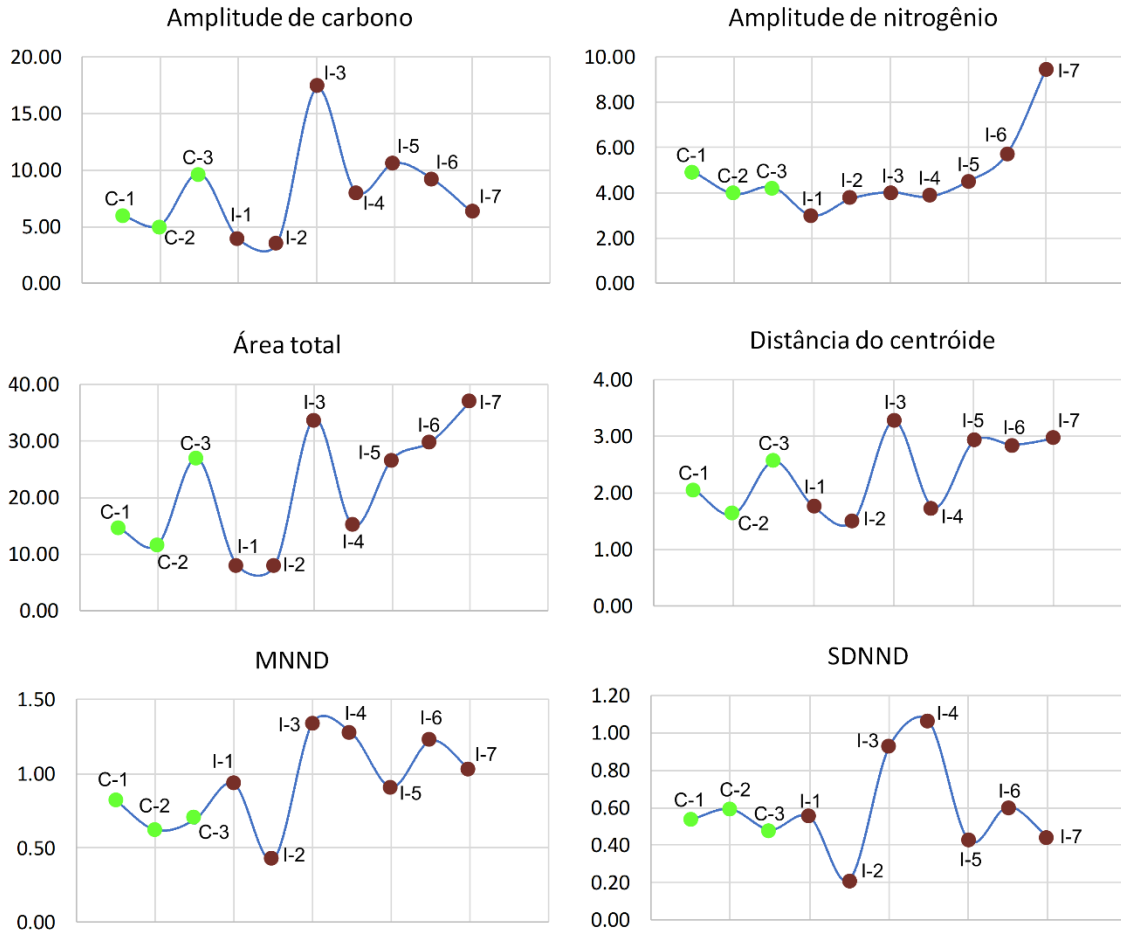 Amplitude de carbono
20.00
15.00
10.00
5.00
0.00
C-1
C-2
C-3
I-1
I-2
I-3
I-4
I-5
I-6
I-7
Amplitude de nitrogênio
10.00
8.00
6.00
4.00
2.00
0.00
C-1
C-2
C-3
I-1
I-2
I-3
I-4
I-5
I-6
I-7
Área total
40.00
30.00
20.00
10.00
0.00
C-1
C-2
C-3
I-1
I-2
I-3
I-4
I-5
I-6
I-7
Distância do centróide
4.00
3.00
2.00
1.00
0.00
C-1
C-2
C-3
I-1
I-2
I-3
I-4
I-5
I-6
I-7
MNND
1.50
1.00
0.50
0.00
C-1
C-2
C-3
I-1
I-2
I-3
I-4
I-5
I-6
I-7
SDNND
1.20
1.00
0.80
0.60
0.40
0.20
0.00
C-1
C-2
C-3
I-1
I-2
I-3
I-4
I-5
I-6
I-7